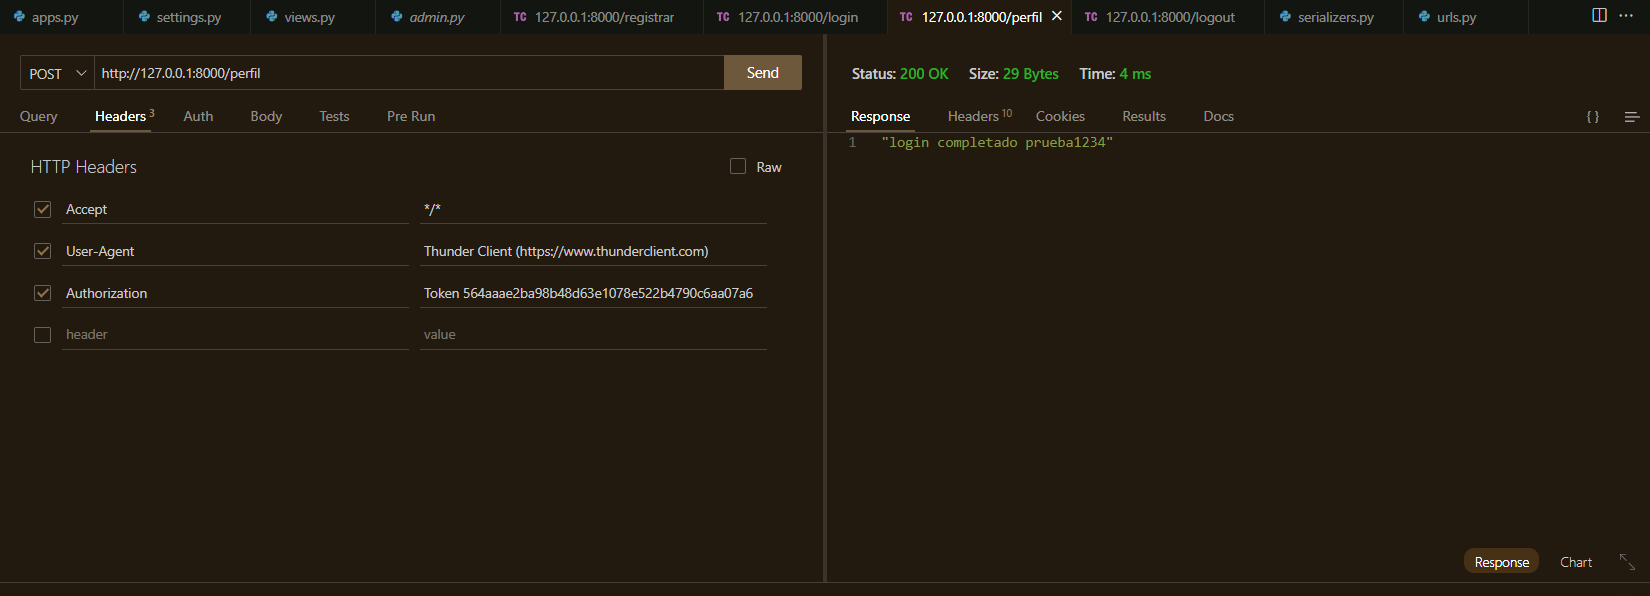 apps.py settings.py views.py admin.py TC 127.0.0.1:8000/registrar TC 127.0.0.1:8000/login TC 127.0.0.1:8000/perfil TC 127.0.0.1:8000/logout serializers.py urls.py
POST http://127.0.0.1:8000/perfil Send
Query Headers 3 Auth Body Tests Pre Run
HTTP Headers Raw
Accept */*
User-Agent Thunder Client (https://www.thunderclient.com)
Authorization Token 564aaae2ba98b48d63e1078e522b4790c6aa07a6
header value
Status: 200 OK Size: 29 Bytes Time: 4 ms
Response Headers 10 Cookies Results Docs { }
1 "login completado prueba1234"
Response Chart